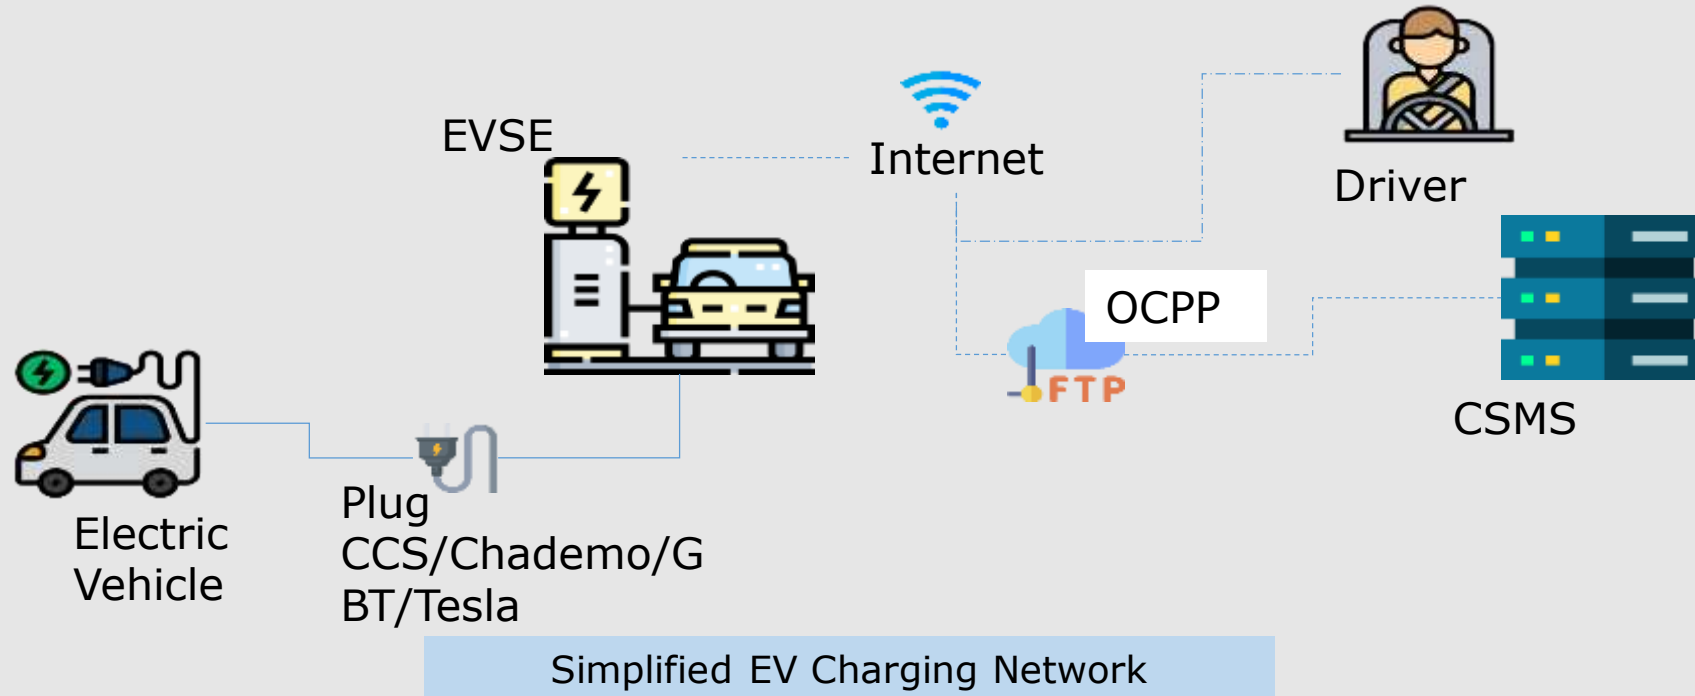 EVSE
Internet
Driver
OCPP
FTP
CSMS
Electric
Vehicle
Plug
CCS/Chademo/G
BT/Tesla
Simplified EV Charging Network